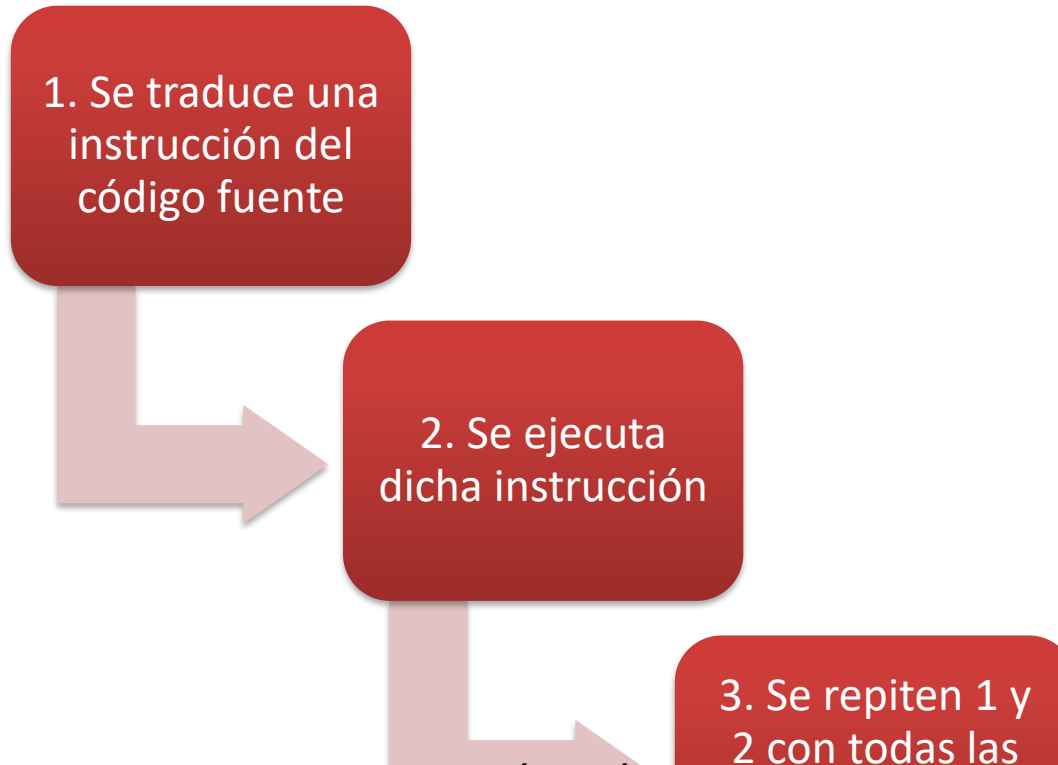 1. Se traduce una
instrucción del
código fuente
2. Se ejecuta
dicha instrucción
3. Se repiten 1 y
2 con todas las